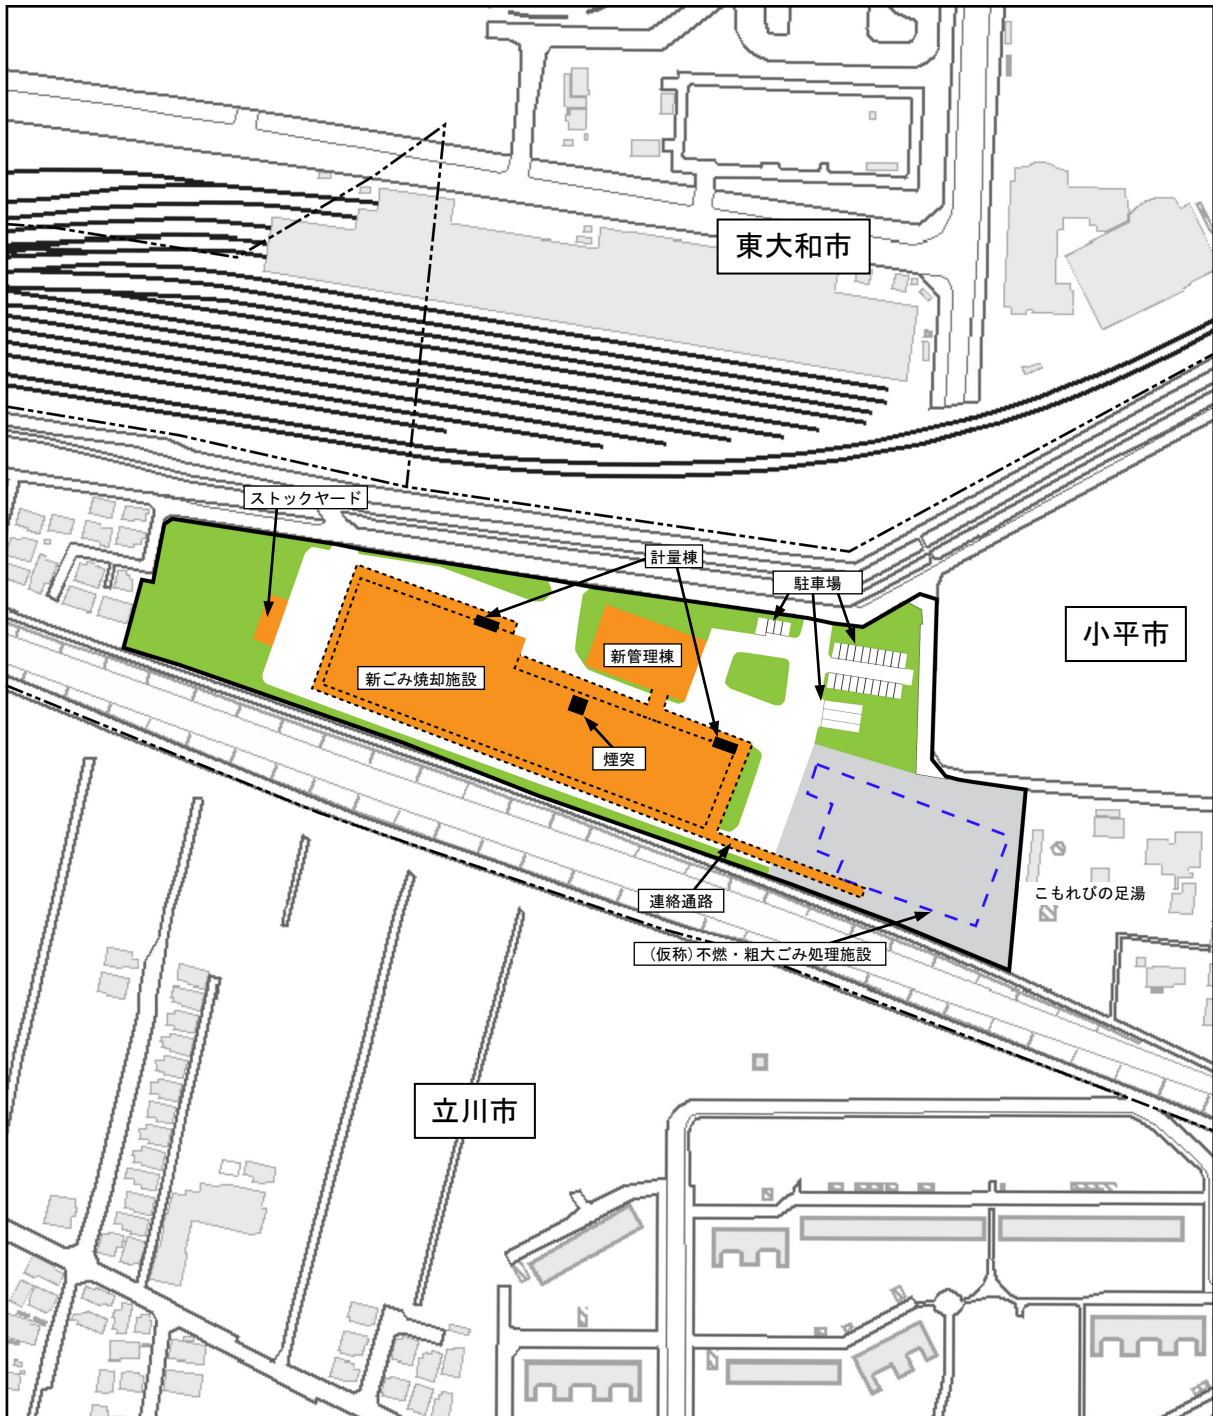 東大和市
ストックヤード
計量棟
駐車場
小平市
新管理棟
新ごみ焼却施設
煙突
連絡通路
こもれびの足湯
(仮称)不燃・粗大ごみ処理施設
立川市